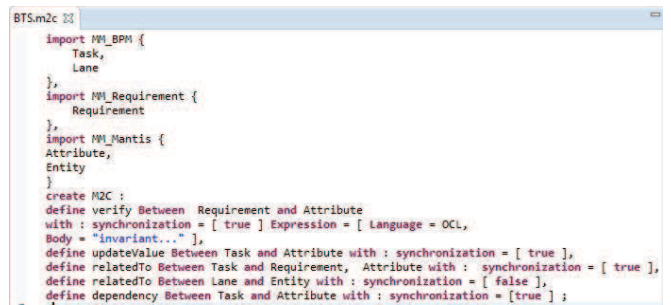 BTS.m2c
import MM_BPM {
Task,
Lane
},
import MM_Requirement {
Requirement
},
import MM_Mantis {
Attribute,
Entity
}
create M2C :
define verify Between Requirement and Attribute
with : synchronization = [ true ] Expression = [ Language = OCL,
Body = "invariant..." ],
define updateValue Between Task and Attribute with : synchronization = [ true ],
define relatedTo Between Task and Requirement, Attribute with : synchronization = [ true ],
define relatedTo Between Lane and Entity with : synchronization = [ false ],
define dependency Between Task and Attribute with : synchronization = [true ] ;